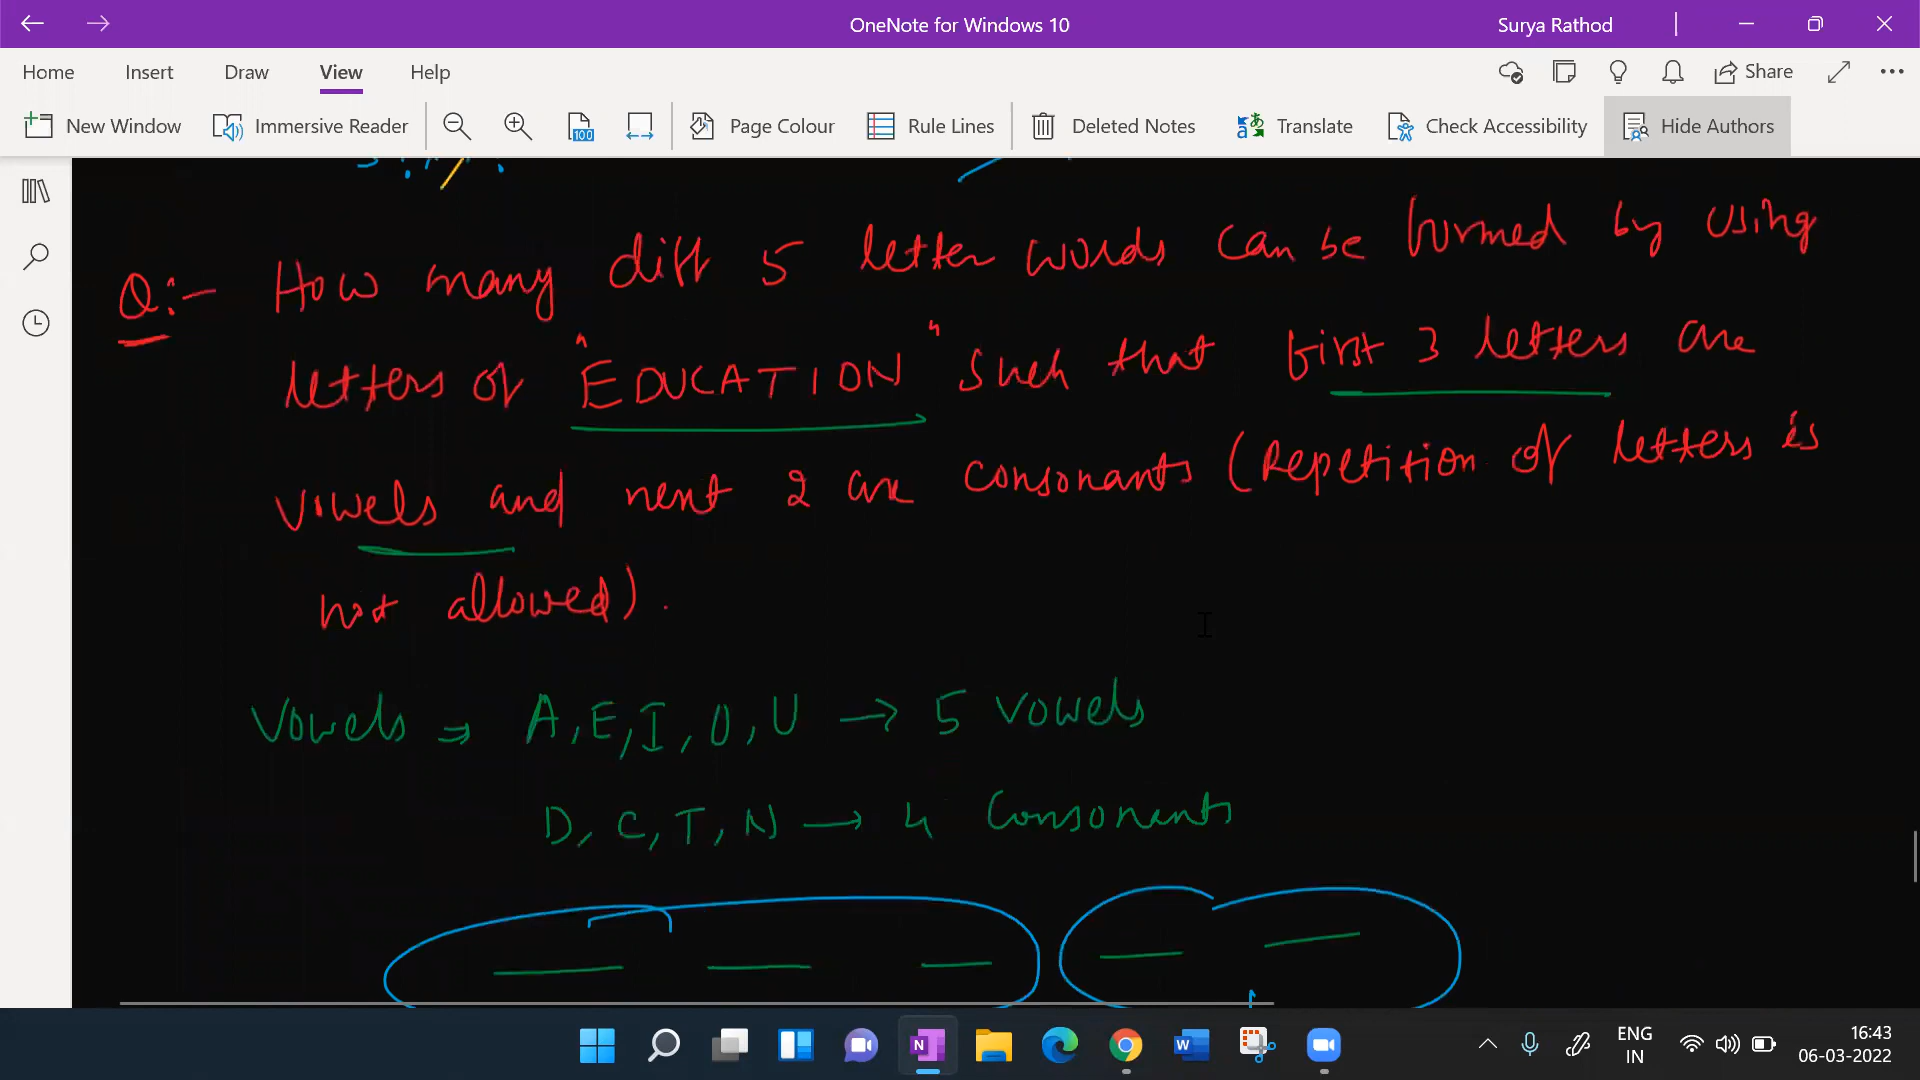 OneNote for Windows 10
Surya Rathod
Home Insert Draw View Help
Share
New Window Immersive Reader 100 Page Colour Rule Lines Deleted Notes Translate Check Accessibility Hide Authors
Q:- How many diff 5 letter words can be formed by using
letters of "EDUCATION" such that first 3 letters are
vowels and next 2 are consonants (Repetition of letters is
not allowed).
Vowels ⇒ A, E, I, O, U → 5 vowels
D, C, T, N → 4 Consonants
ENG
IN
16:43
06-03-2022